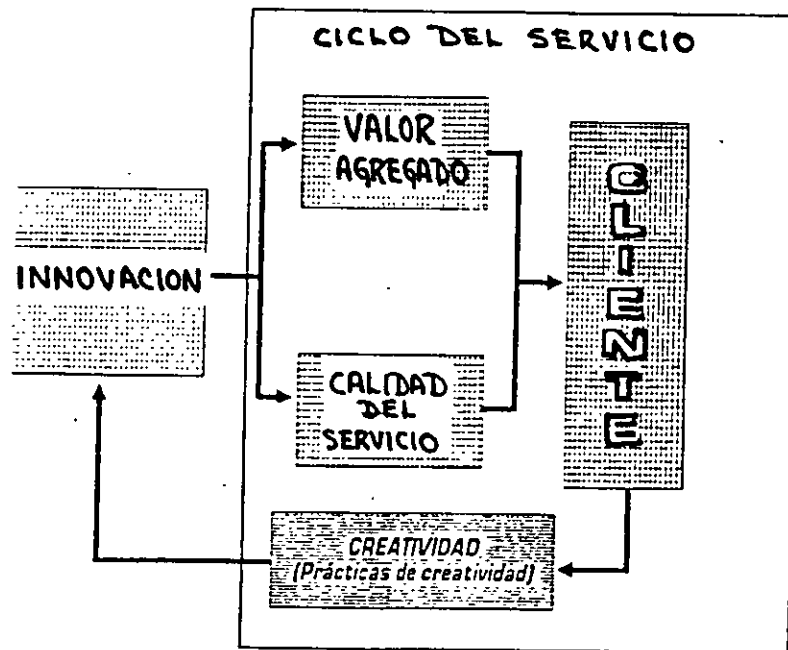 CICLO DEL SERVICIO
VALOR
AGREGADO
CLIENTE
INNOVACION
CALIDAD
DEL
SERVICIO
CREATIVIDAD
(Prácticas de creatividad)